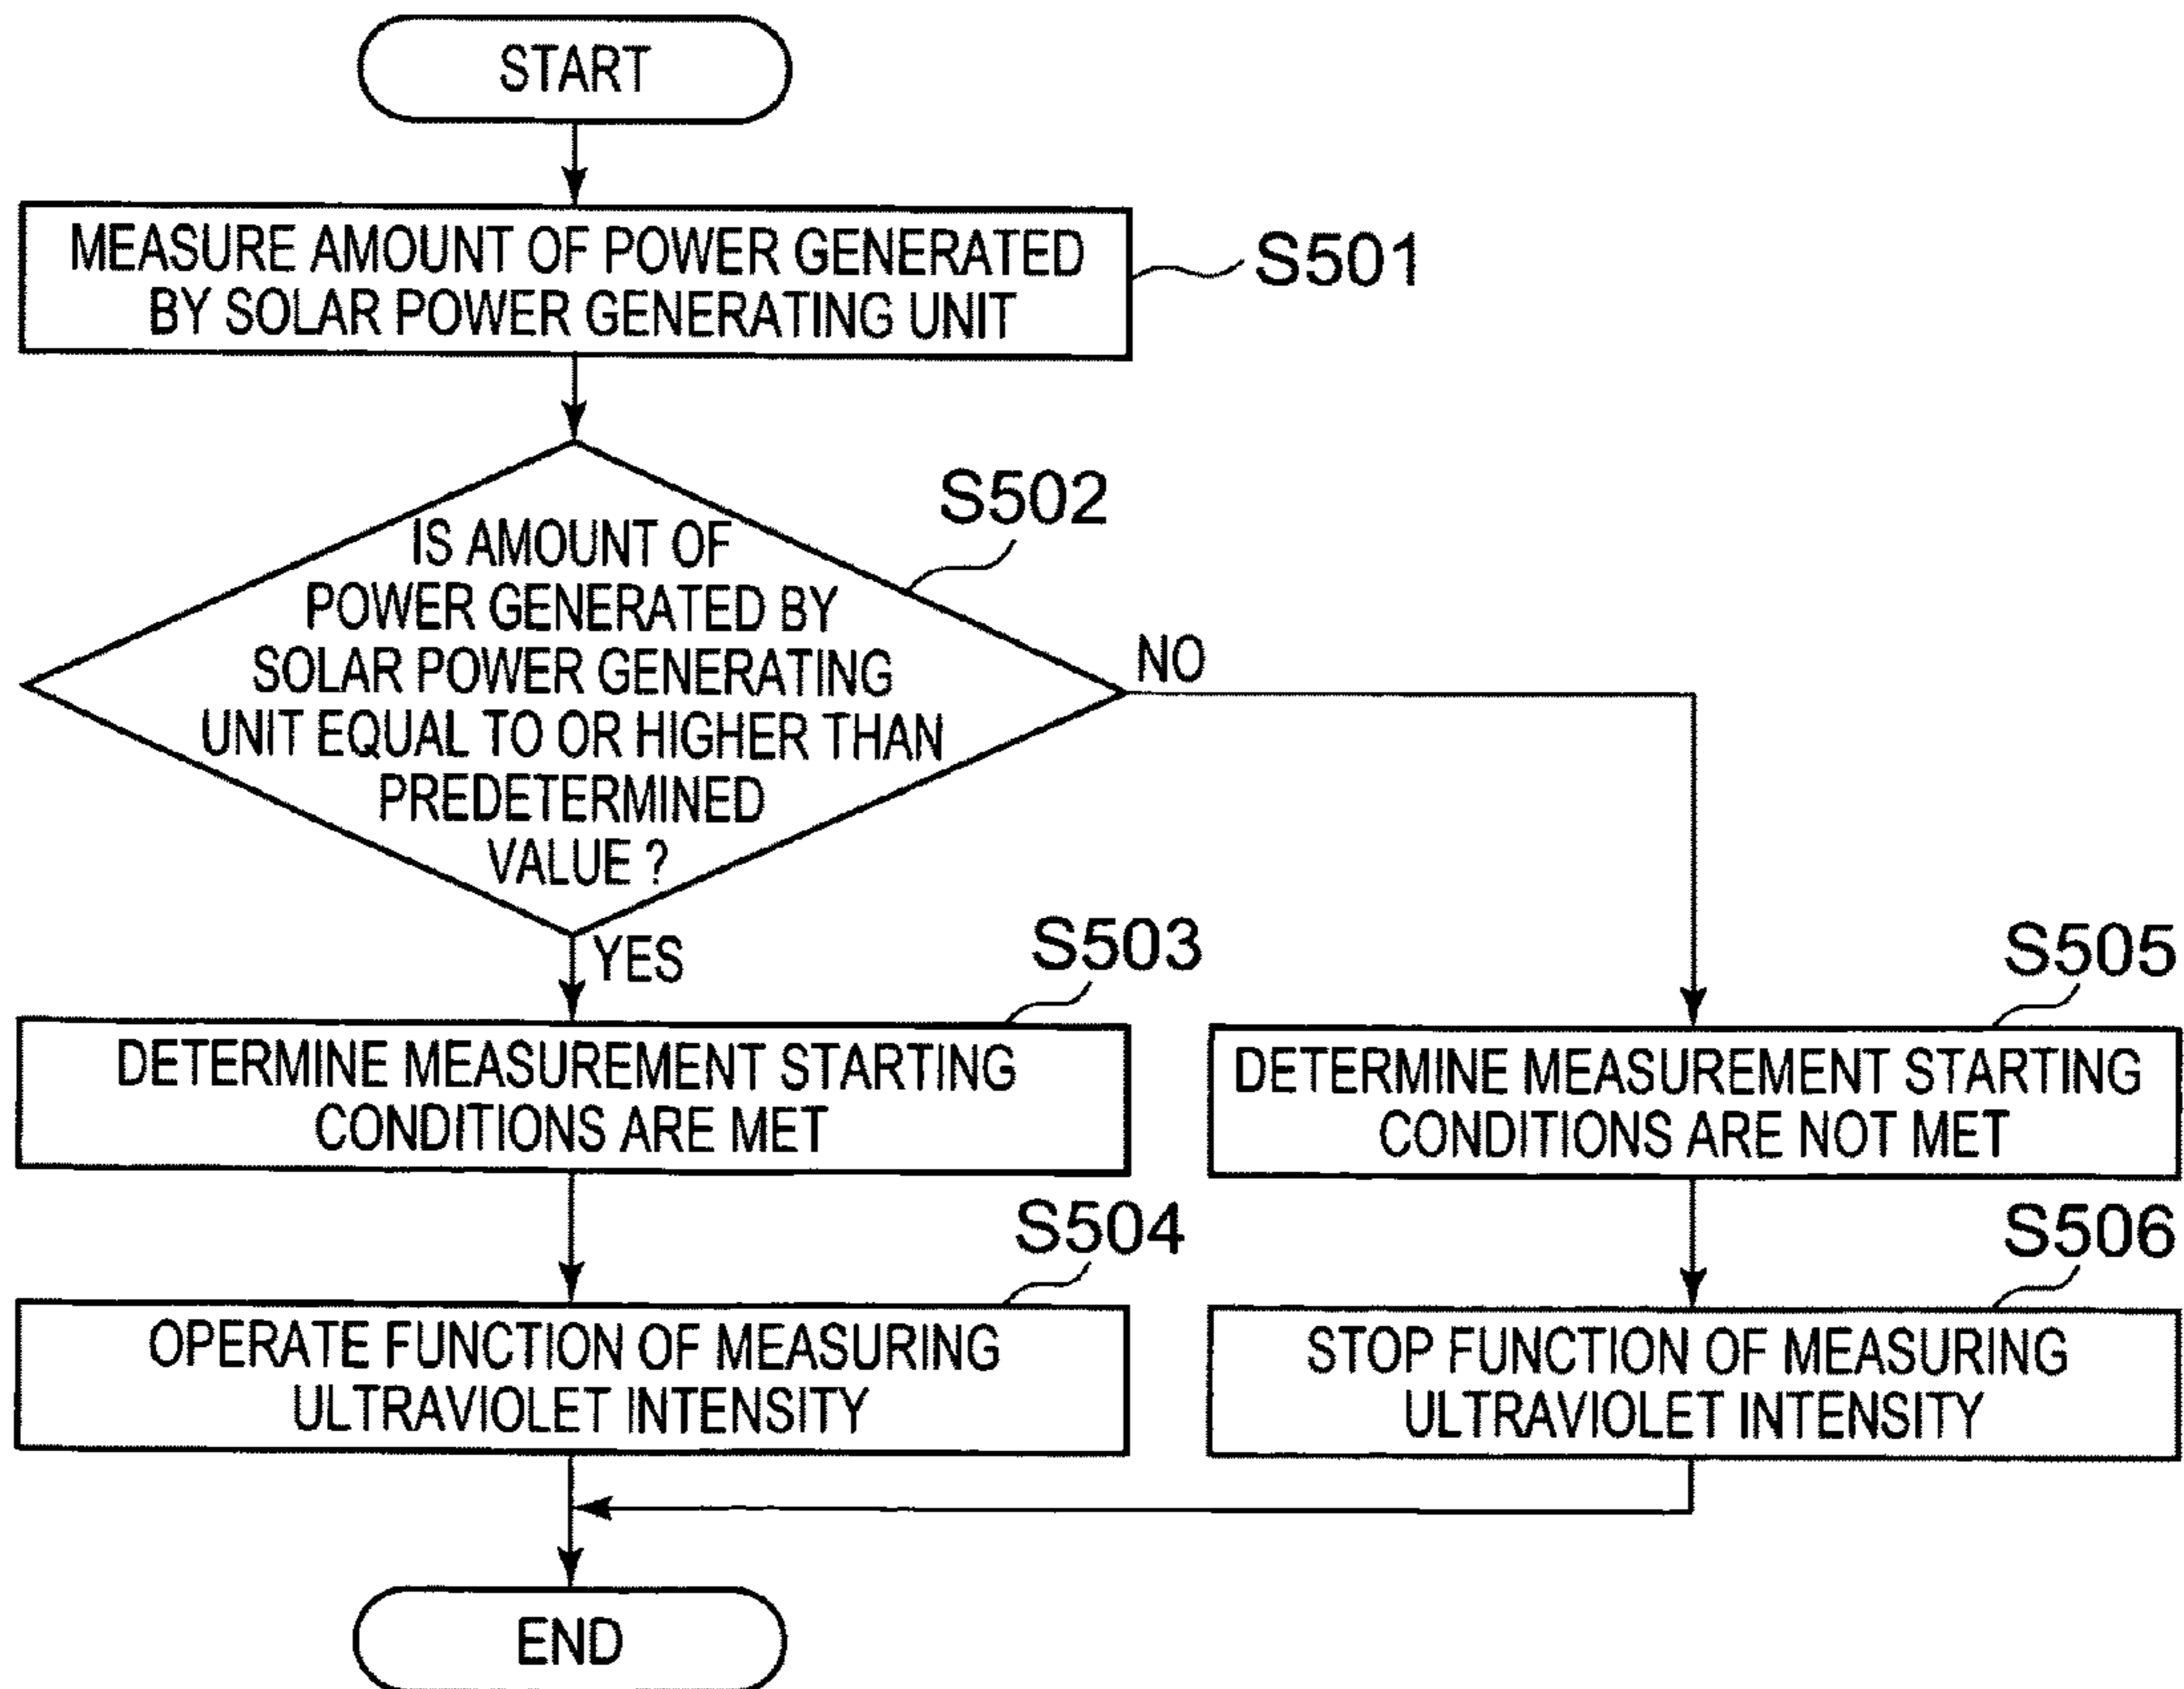 START
MEASURE AMOUNT OF POWER GENERATED
BY SOLAR POWER GENERATING UNIT
S501
S502
IS AMOUNT OF
POWER GENERATED BY
SOLAR POWER GENERATING
UNIT EQUAL TO OR HIGHER THAN
PREDETERMINED
VALUE ?
NO
YES
S503
DETERMINE MEASUREMENT STARTING
CONDITIONS ARE MET
S505
DETERMINE MEASUREMENT STARTING
CONDITIONS ARE NOT MET
S504
OPERATE FUNCTION OF MEASURING
ULTRAVIOLET INTENSITY
S506
STOP FUNCTION OF MEASURING
ULTRAVIOLET INTENSITY
END